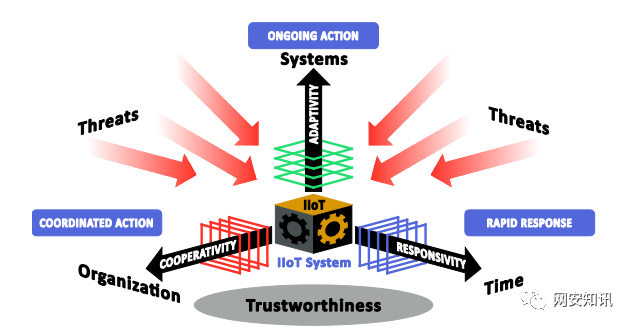 ONGOING ACTION
Systems
ADAPTIVITY
Threats
Threats
COORDINATED ACTION
RAPID RESPONSE
IIoT
COOPERATIVITY
RESPONSIVITY
IIoT System
Organization
Time
Trustworthiness
网安知讯